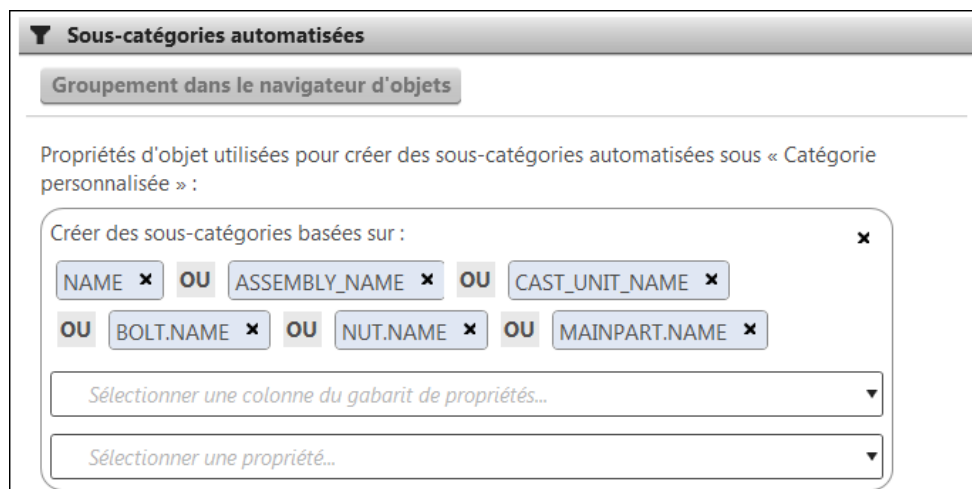 Sous-catégories automatisées
Groupement dans le navigateur d'objets
Propriétés d'objet utilisées pour créer des sous-catégories automatisées sous « Catégorie
personnalisée » :
Créer des sous-catégories basées sur :
NAME OU ASSEMBLY_NAME OU CAST_UNIT_NAME
OU BOLT.NAME OU NUT.NAME OU MAINPART.NAME
Sélectionner une colonne du gabarit de propriétés...
Sélectionner une propriété...